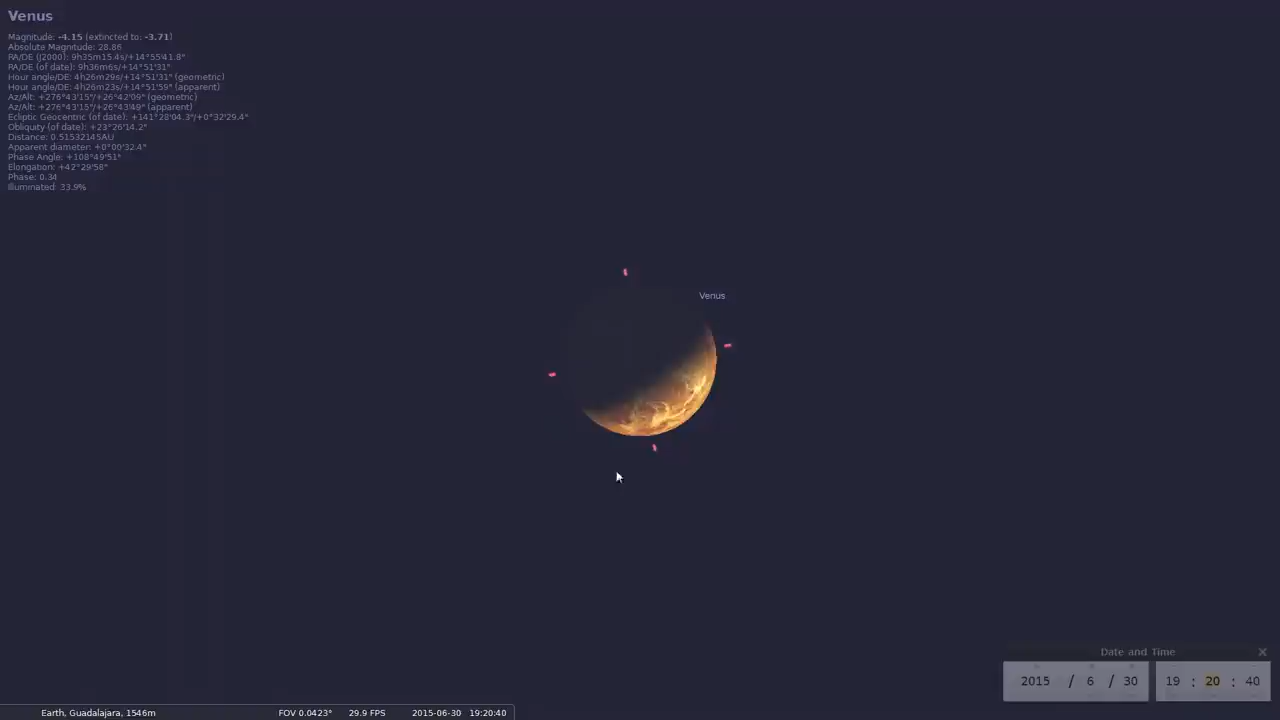 Venus
Magnitude: -4.15 (extincted to: -3.71)
Absolute Magnitude: 28.86
RA/DE (J2000): 9h35m15.4s/+14°55'41.8"
RA/DE (of date): 9h36m6s/+14°51'31"
Hour angle/DE: 4h26m29s/+14°51'31" (geometric)
Hour angle/DE: 4h26m23s/+14°51'59" (apparent)
Az/Alt: +276°43'15"/+26°42'09" (geometric)
Az/Alt: +276°43'15"/+26°43'49" (apparent)
Ecliptic Geocentric (of date): +141°28'04.3"/+0°32'29.4"
Obliquity (of date): +23°26'14.2"
Distance: 0.51532145AU
Apparent diameter: +0°00'32.4"
Phase Angle: +108°49'51"
Elongation: +42°29'58"
Phase: 0.34
Illuminated: 33.9%
Venus
Date and Time
2015 / 6 / 30 19 : 20 : 40
Earth, Guadalajara, 1546m FOV 0.0423° 29.9 FPS 2015-06-30 19:20:40